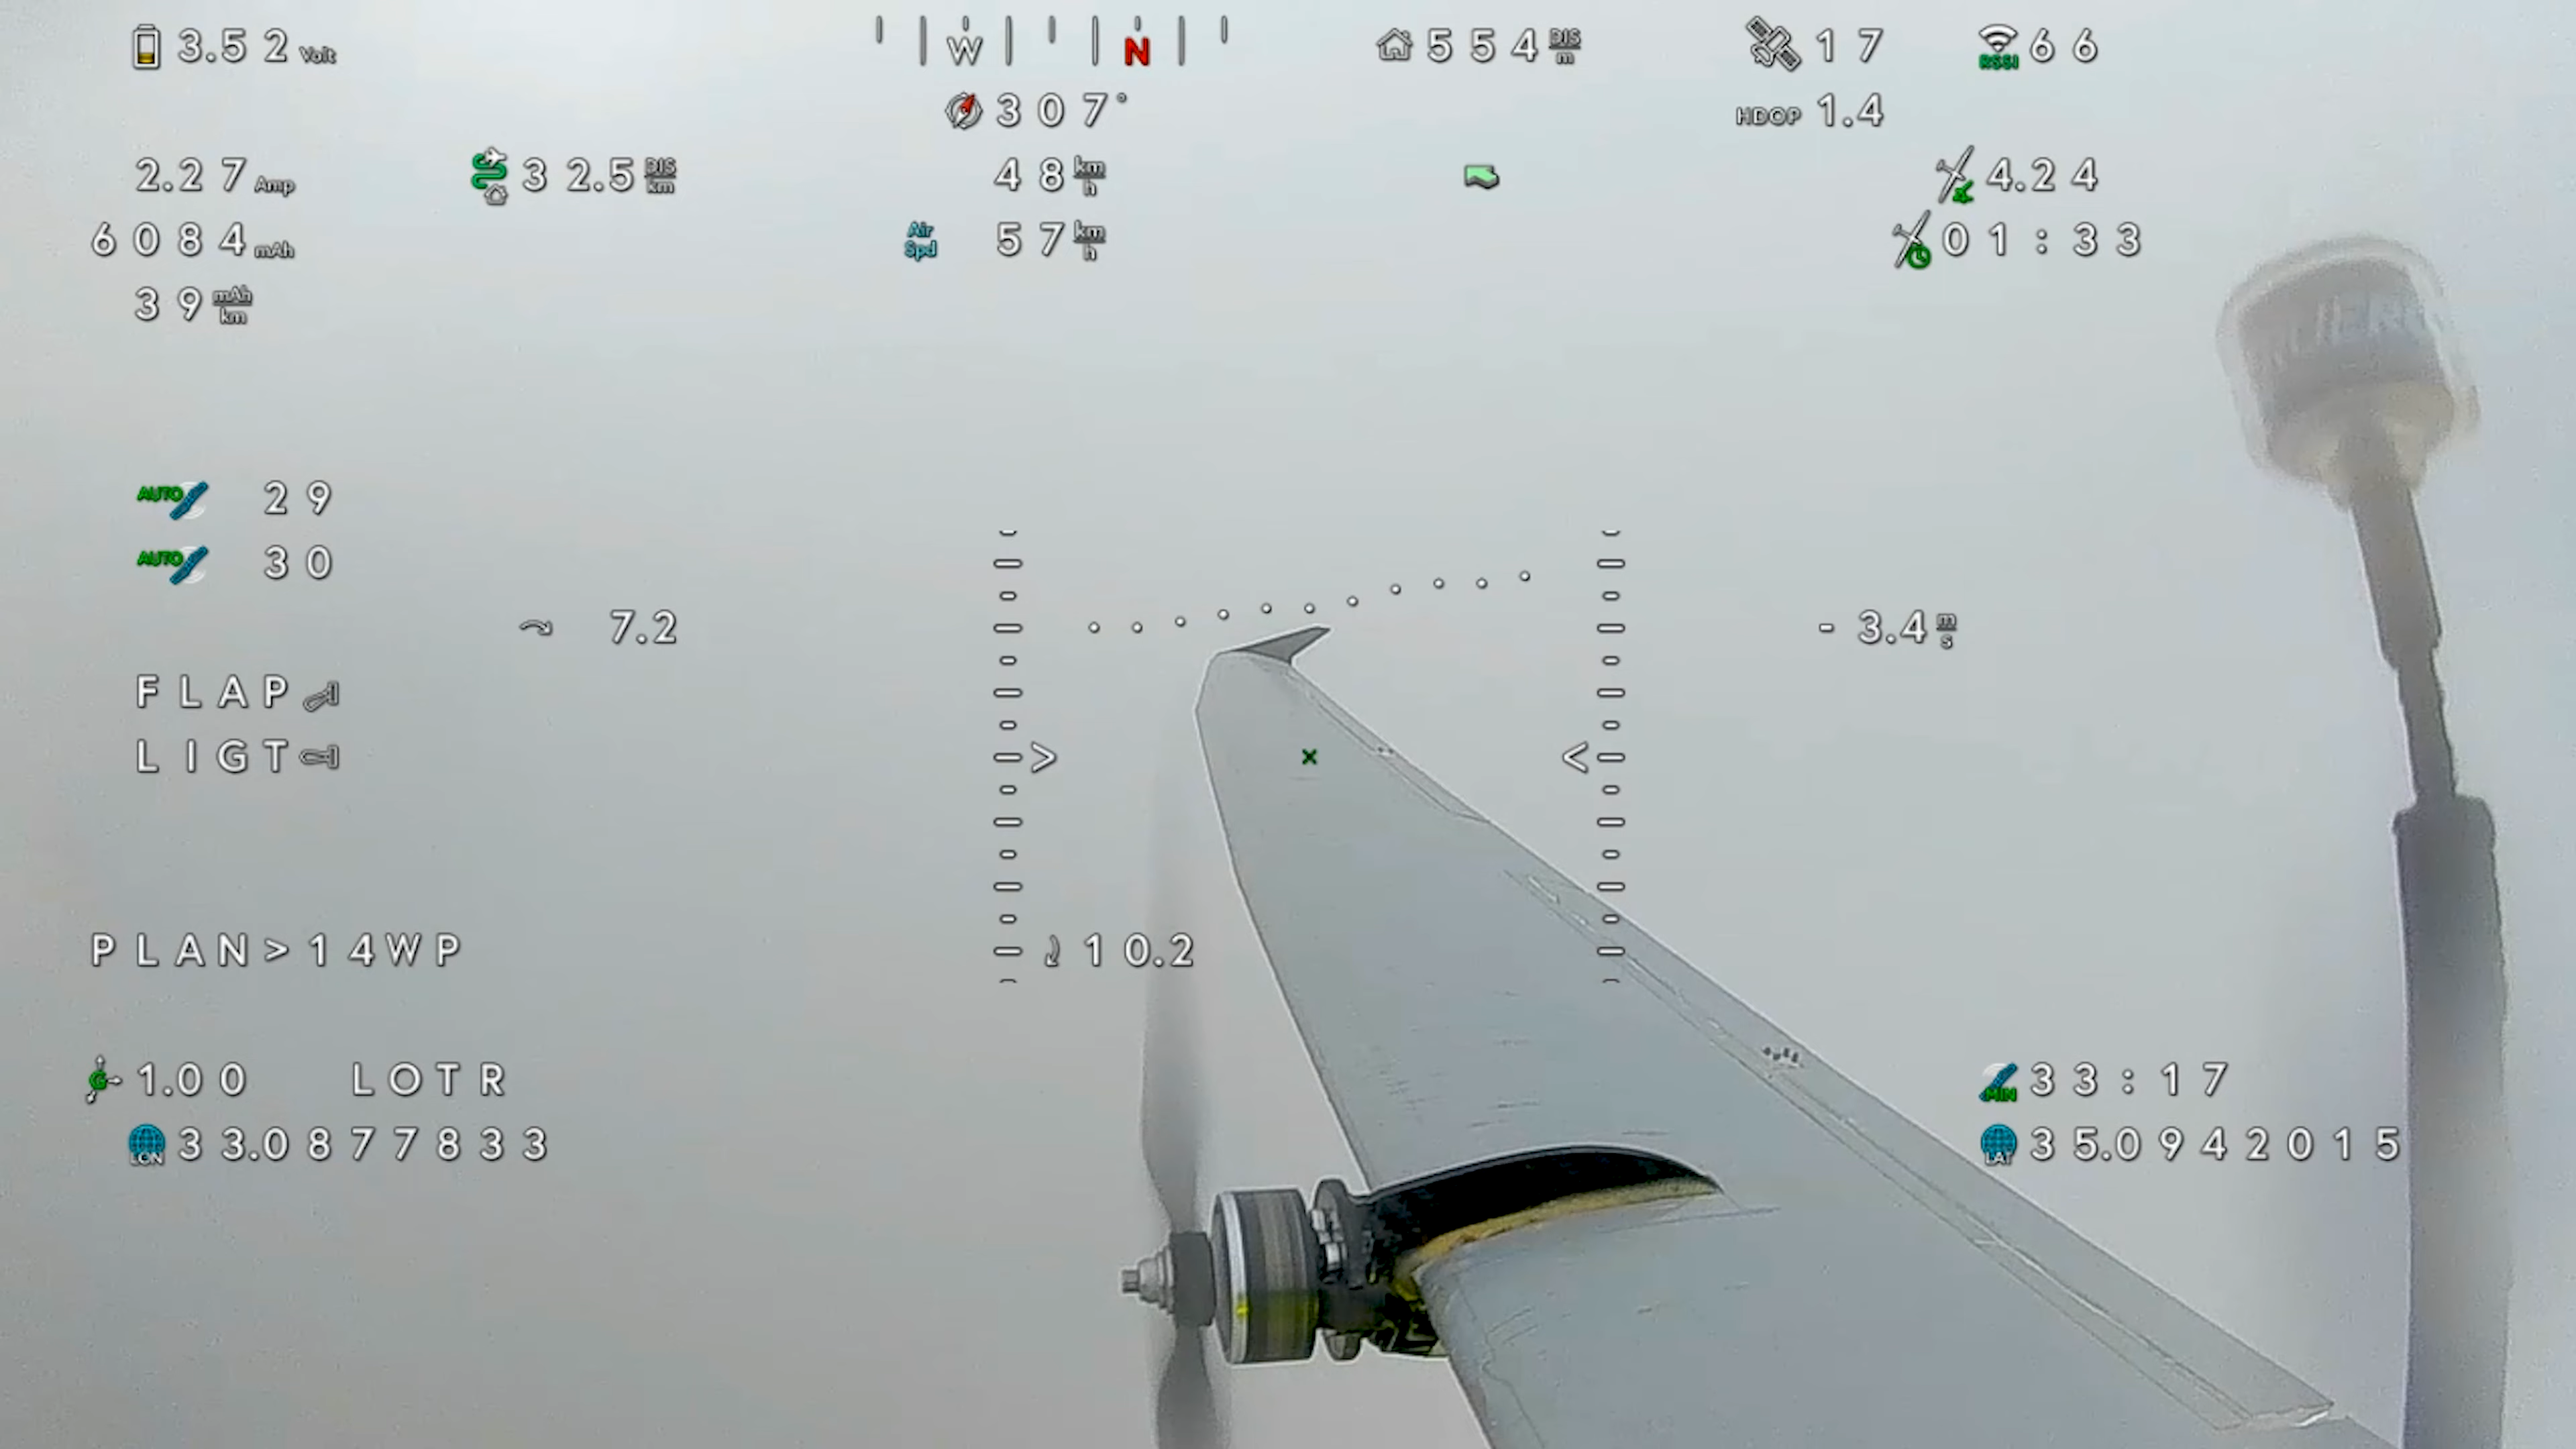 3.52 Volt
W N
554 DIS m
17
RSSI 66
307°
HDOP 1.4
2.27 Amp
32.5 DIS km
48 km h
4.24
6084 mAh
Air Spd 57 km h
01:33
39 mAh km
AUTO 29
AUTO 30
7.2
- 3.4 m s
FLAP
LIGT
> <
x
PLAN>14WP
10.2
G 1.00 LOTR
MIN 33:17
LON 33.0877833
LAT 35.0942015